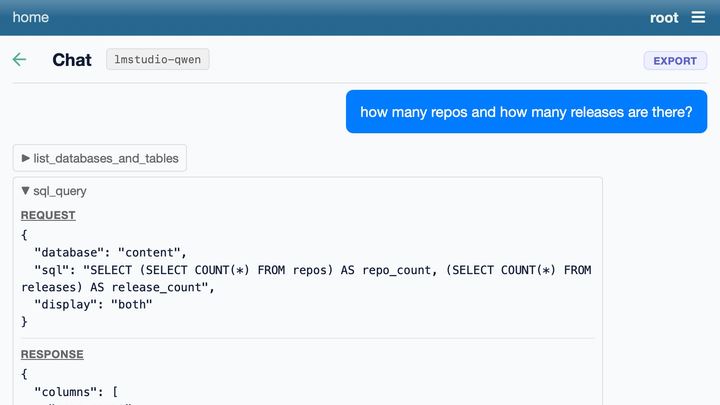 home root
Chat lmstudio-qwen EXPORT
how many repos and how many releases are there?
▶ list_databases_and_tables
▼ sql_query
REQUEST
{
  "database": "content",
  "sql": "SELECT (SELECT COUNT(*) FROM repos) AS repo_count, (SELECT COUNT(*) FROM
releases) AS release_count",
  "display": "both"
}
RESPONSE
{
  "columns": [